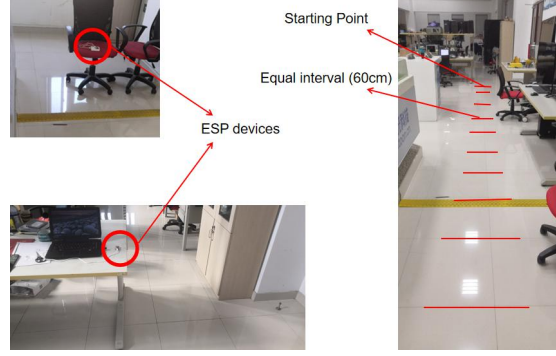 Starting Point
Equal interval (60cm)
ESP devices